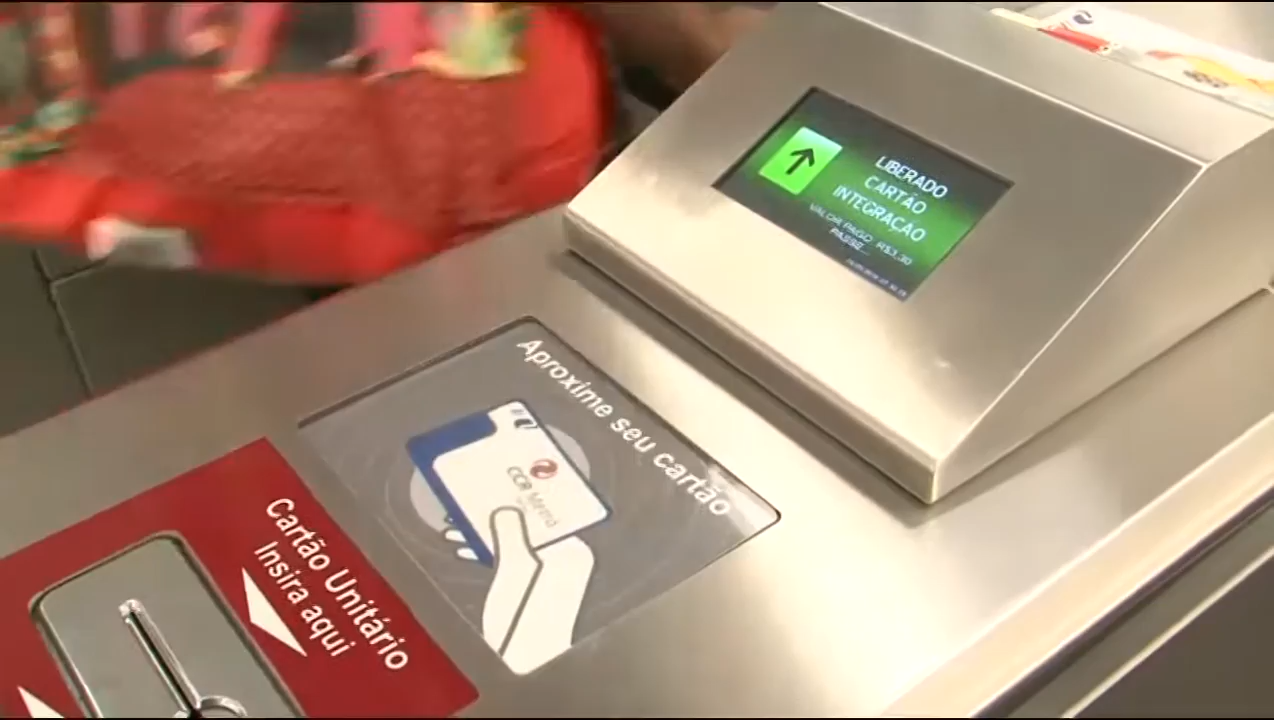 LIBERADO
CARTÃO
INTEGRAÇÃO
VALOR PAGO R$3,30
PASSE...
Aproxime seu cartão
CCR Metrô
Cartão Unitário
Insira aqui